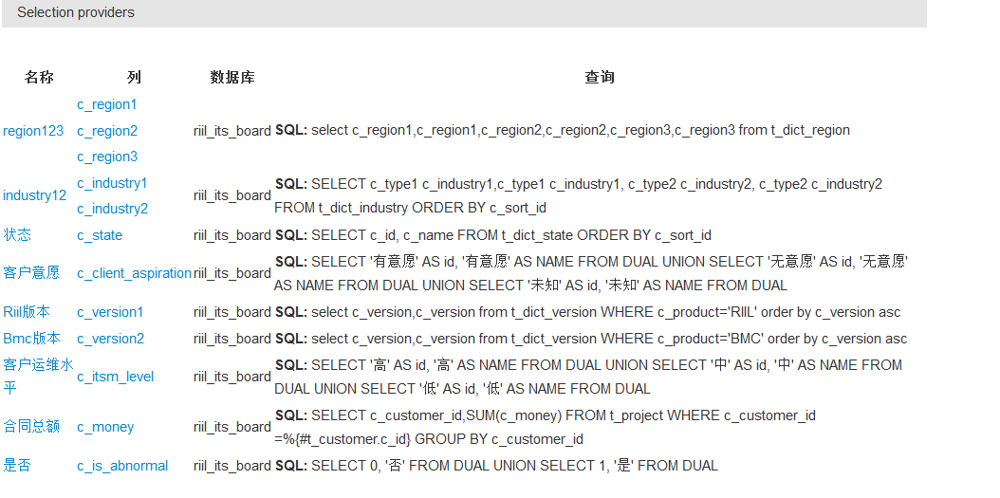 Selection providers
名称 列 数据库 查询
c_region1
region123 c_region2 riil_its_board SQL: select c_region1,c_region1,c_region2,c_region2,c_region3,c_region3 from t_dict_region
c_region3
industry12 c_industry1 riil_its_board SQL: SELECT c_type1 c_industry1,c_type1 c_industry1, c_type2 c_industry2, c_type2 c_industry2
c_industry2 FROM t_dict_industry ORDER BY c_sort_id
状态 c_state riil_its_board SQL: SELECT c_id, c_name FROM t_dict_state ORDER BY c_sort_id
客户意愿 c_client_aspiration riil_its_board SQL: SELECT '有意愿' AS id, '有意愿' AS NAME FROM DUAL UNION SELECT '无意愿' AS id, '无意愿'
AS NAME FROM DUAL UNION SELECT '未知' AS id, '未知' AS NAME FROM DUAL
Riil版本 c_version1 riil_its_board SQL: select c_version,c_version from t_dict_version WHERE c_product='RIIL' order by c_version asc
Bmc版本 c_version2 riil_its_board SQL: select c_version,c_version from t_dict_version WHERE c_product='BMC' order by c_version asc
客户运维水 c_itsm_level riil_its_board SQL: SELECT '高' AS id, '高' AS NAME FROM DUAL UNION SELECT '中' AS id, '中' AS NAME FROM
平 DUAL UNION SELECT '低' AS id, '低' AS NAME FROM DUAL
合同总额 c_money riil_its_board SQL: SELECT c_customer_id,SUM(c_money) FROM t_project WHERE c_customer_id
=%{#t_customer.c_id} GROUP BY c_customer_id
是否 c_is_abnormal riil_its_board SQL: SELECT 0, '否' FROM DUAL UNION SELECT 1, '是' FROM DUAL